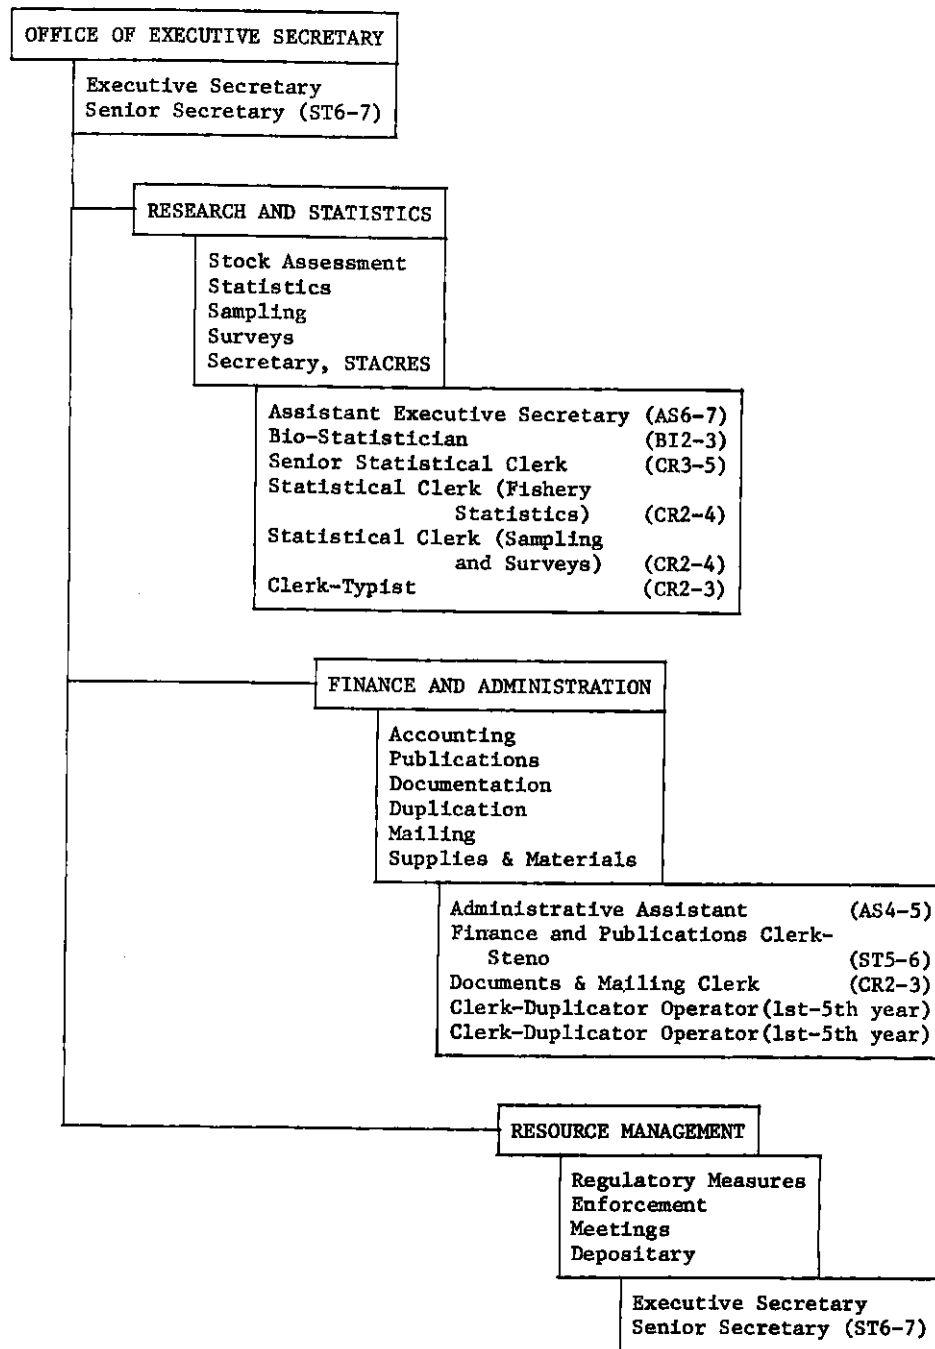 OFFICE OF EXECUTIVE SECRETARY
Executive Secretary
Senior Secretary (ST6-7)
RESEARCH AND STATISTICS
Stock Assessment
Statistics
Sampling
Surveys
Secretary, STACRES
Assistant Executive Secretary (AS6-7)
Bio-Statistician (BI2-3)
Senior Statistical Clerk (CR3-5)
Statistical Clerk (Fishery
Statistics) (CR2-4)
Statistical Clerk (Sampling
and Surveys) (CR2-4)
Clerk-Typist (CR2-3)
FINANCE AND ADMINISTRATION
Accounting
Publications
Documentation
Duplication
Mailing
Supplies & Materials
Administrative Assistant (AS4-5)
Finance and Publications Clerk-
Steno (ST5-6)
Documents & Mailing Clerk (CR2-3)
Clerk-Duplicator Operator(1st-5th year)
Clerk-Duplicator Operator(1st-5th year)
RESOURCE MANAGEMENT
Regulatory Measures
Enforcement
Meetings
Depositary
Executive Secretary
Senior Secretary (ST6-7)